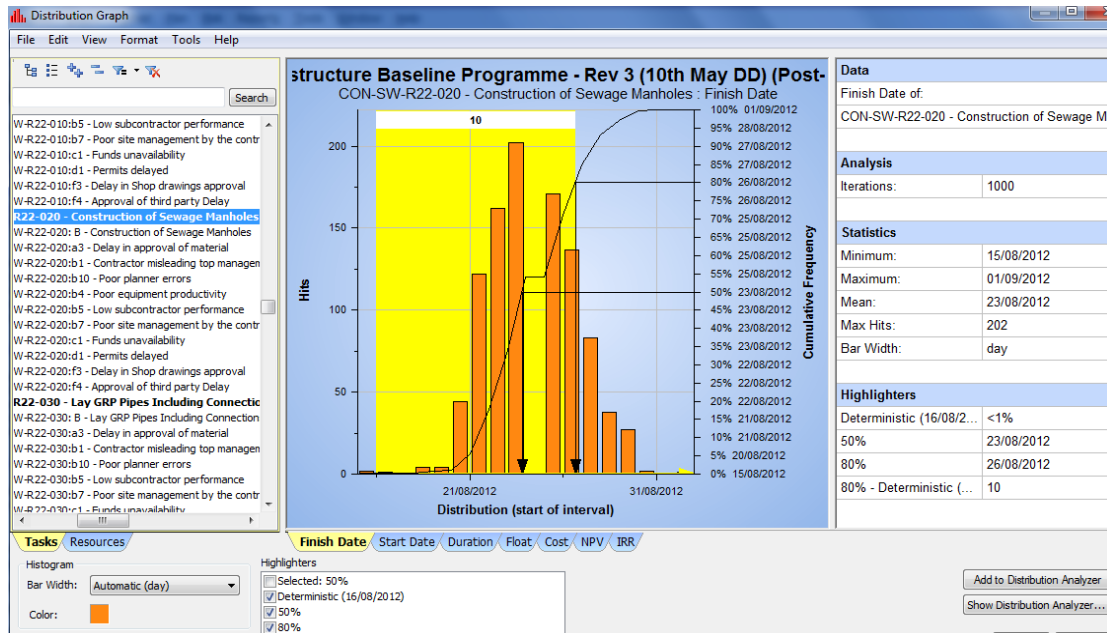 Distribution Graph
File Edit View Format Tools Help
Search
W-R22-010:b5 - Low subcontractor performance
W-R22-010:b7 - Poor site management by the contr
W-R22-010:c1 - Funds unavailability
W-R22-010:d1 - Permits delayed
W-R22-010:f3 - Delay in Shop drawings approval
W-R22-010:f4 - Approval of third party Delay
R22-020 - Construction of Sewage Manholes
W-R22-020: B - Construction of Sewage Manholes
W-R22-020:a3 - Delay in approval of material
W-R22-020:b1 - Contractor misleading top managen
W-R22-020:b10 - Poor planner errors
W-R22-020:b4 - Poor equipment productivity
W-R22-020:b5 - Low subcontractor performance
W-R22-020:b7 - Poor site management by the contr
W-R22-020:c1 - Funds unavailability
W-R22-020:d1 - Permits delayed
W-R22-020:f3 - Delay in Shop drawings approval
W-R22-020:f4 - Approval of third party Delay
R22-030 - Lay GRP Pipes Including Connectic
W-R22-030: B - Lay GRP Pipes Including Connection
W-R22-030:a3 - Delay in approval of material
W-R22-030:b1 - Contractor misleading top managen
W-R22-030:b10 - Poor planner errors
W-R22-030:b5 - Low subcontractor performance
W-R22-030:b7 - Poor site management by the contr
W-R22-030:c1 - Funds unavailability
Tasks Resources
Histogram
Bar Width: Automatic (day)
Color:
structure Baseline Programme - Rev 3 (10th May DD) (Post-
CON-SW-R22-020 - Construction of Sewage Manholes : Finish Date
10
200
150
100
50
0
Hits
21/08/2012 31/08/2012
Distribution (start of interval)
100% 01/09/2012
95% 28/08/2012
90% 27/08/2012
85% 27/08/2012
80% 26/08/2012
75% 26/08/2012
70% 25/08/2012
65% 25/08/2012
60% 25/08/2012
55% 25/08/2012
50% 23/08/2012
45% 23/08/2012
40% 23/08/2012
35% 23/08/2012
30% 22/08/2012
25% 22/08/2012
20% 22/08/2012
15% 21/08/2012
10% 21/08/2012
5% 20/08/2012
0% 15/08/2012
Cumulative Frequency
Finish Date Start Date Duration Float Cost NPV IRR
Highlighters
Selected: 50%
Deterministic (16/08/2012)
50%
80%
Data
Finish Date of:
CON-SW-R22-020 - Construction of Sewage M
Analysis
Iterations: 1000
Statistics
Minimum: 15/08/2012
Maximum: 01/09/2012
Mean: 23/08/2012
Max Hits: 202
Bar Width: day
Highlighters
Deterministic (16/08/2... <1%
50% 23/08/2012
80% 26/08/2012
80% - Deterministic (... 10
Add to Distribution Analyzer
Show Distribution Analyzer...